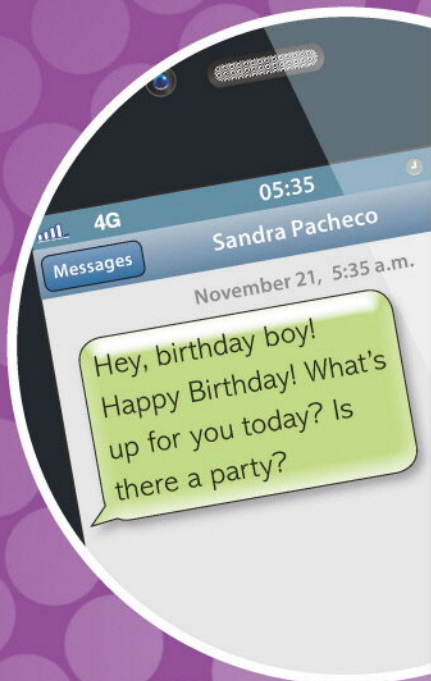 05:35
4G
Sandra Pacheco
Messages
November 21, 5:35 a.m.
Hey, birthday boy!
Happy Birthday! What's
up for you today? Is
there a party?